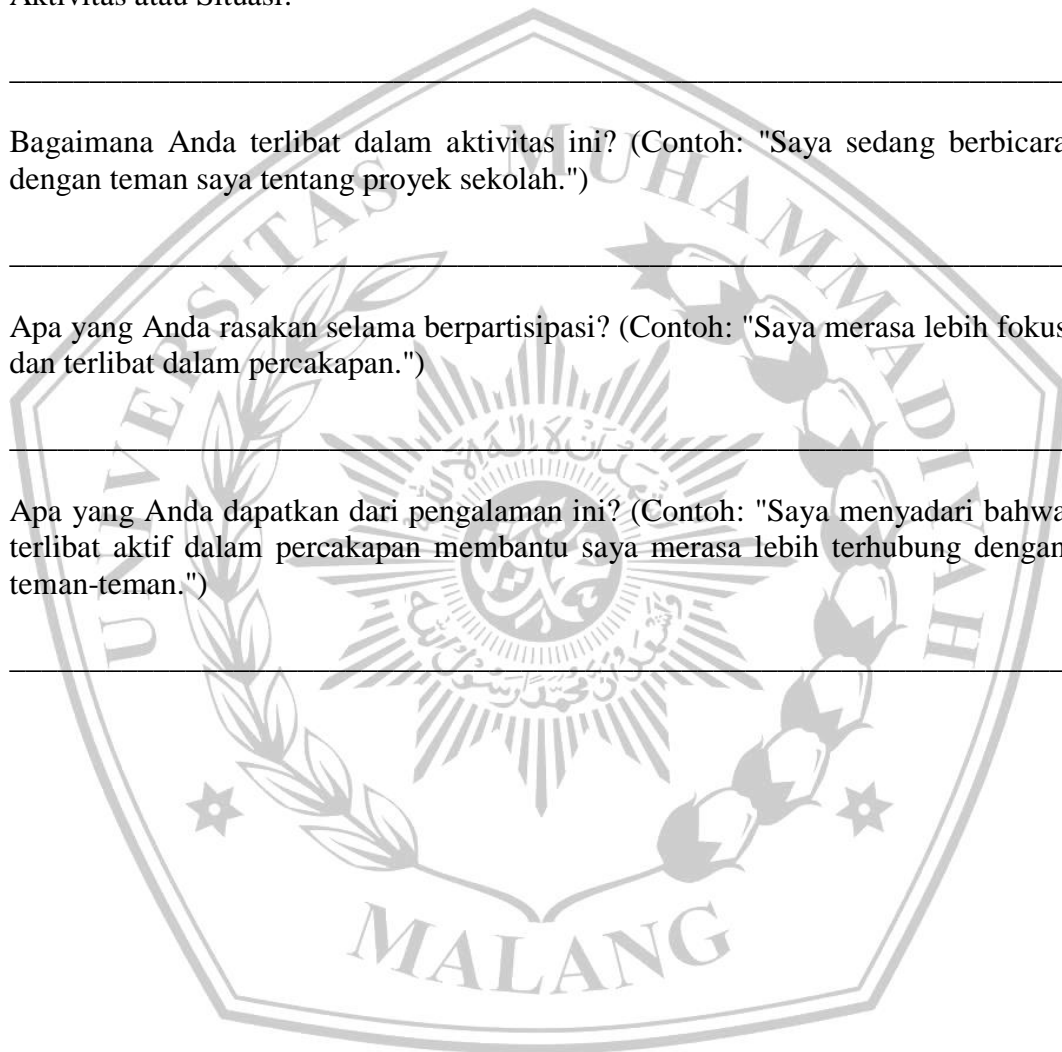 Aktivitas atau Situasi:
Bagaimana Anda terlibat dalam aktivitas ini? (Contoh: "Saya sedang berbicara
dengan teman saya tentang proyek sekolah.")
Apa yang Anda rasakan selama berpartisipasi? (Contoh: "Saya merasa lebih fokus
dan terlibat dalam percakapan.")
Apa yang Anda dapatkan dari pengalaman ini? (Contoh: "Saya menyadari bahwa
terlibat aktif dalam percakapan membantu saya merasa lebih terhubung dengan
teman-teman.")
UNIVERSITAS MUHAMMADIYAH
MALANG